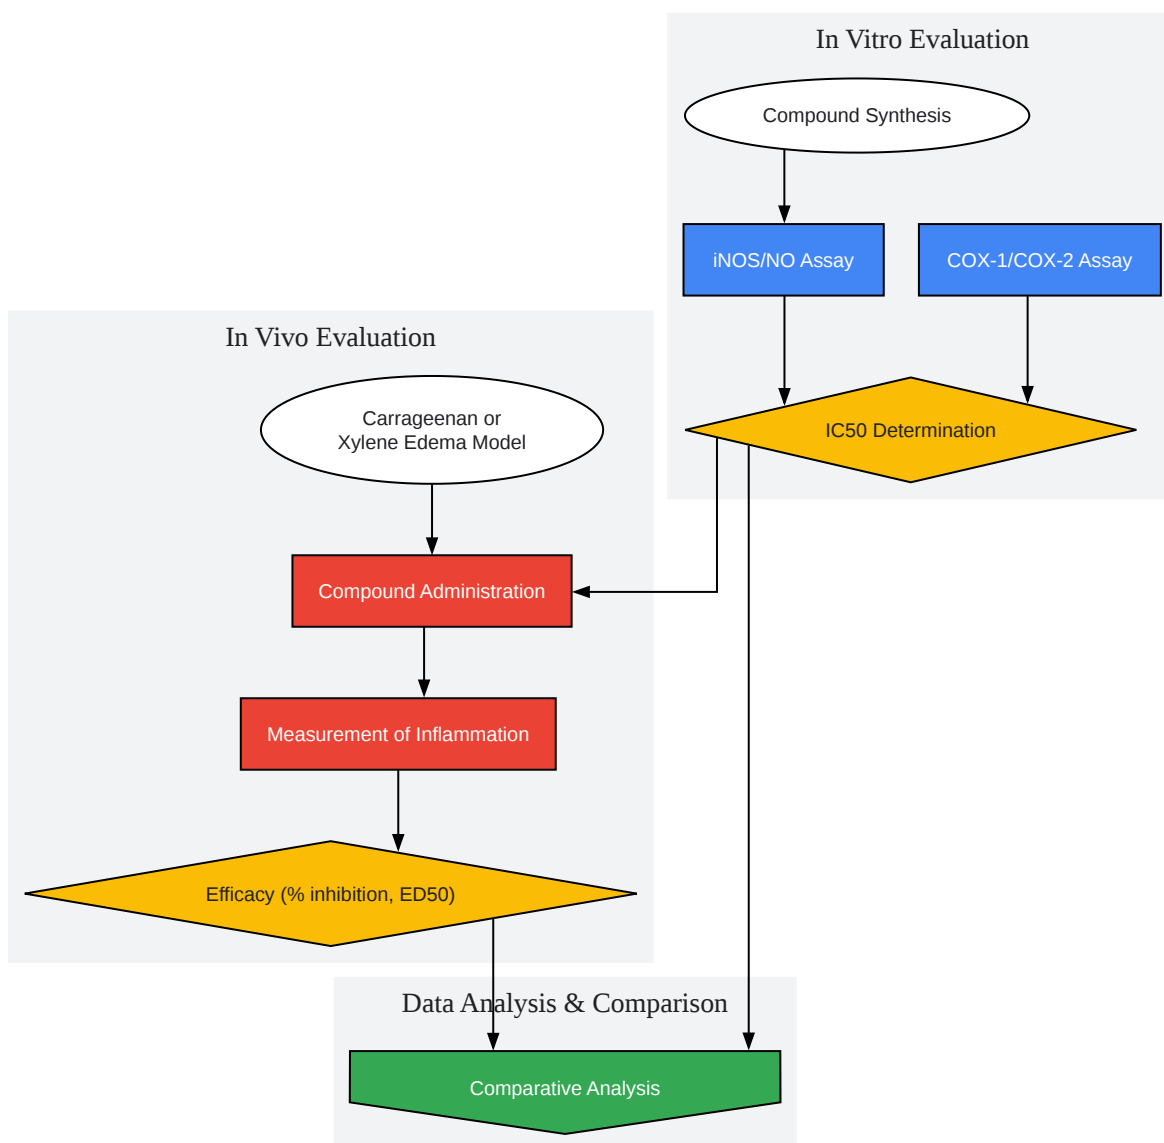 In Vitro Evaluation
Compound Synthesis
iNOS/NO Assay
COX-1/COX-2 Assay
IC50 Determination
In Vivo Evaluation
Carrageenan or
Xylene Edema Model
Compound Administration
Measurement of Inflammation
Efficacy (% inhibition, ED50)
Data Analysis & Comparison
Comparative Analysis